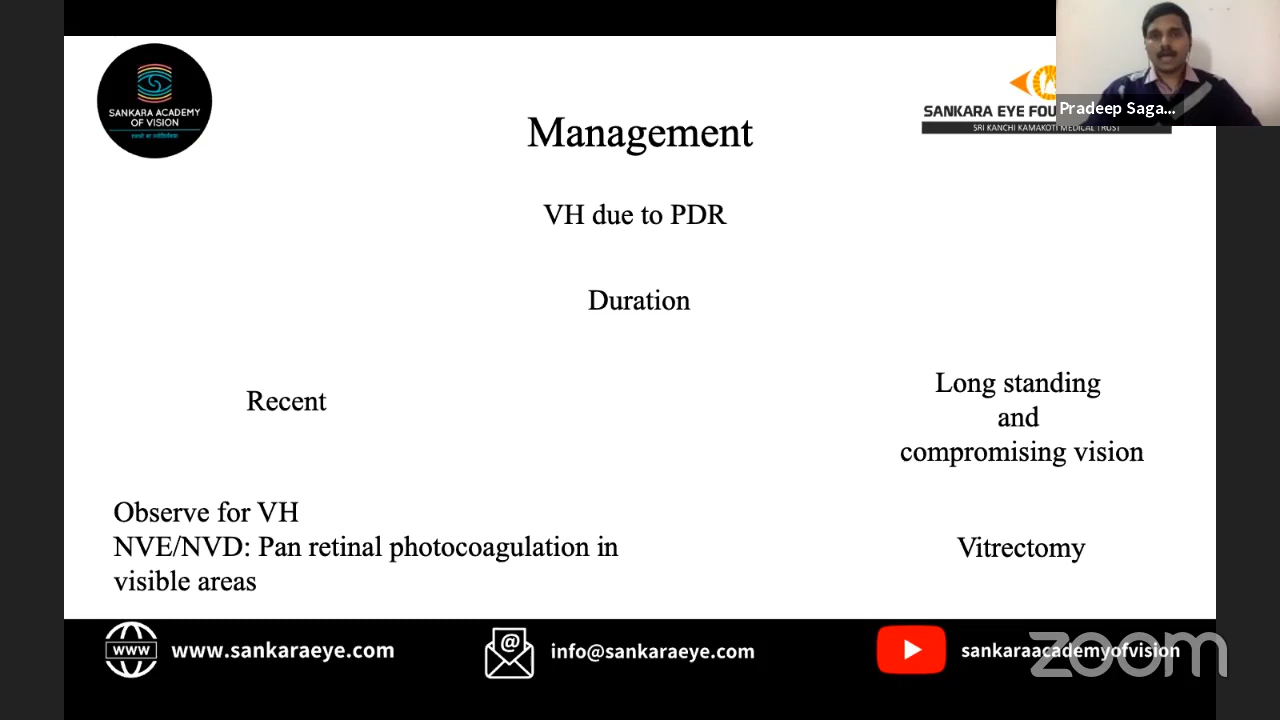 SANKARA ACADEMY
OF VISION
SANKARA EYE FOU
SRI KANCHI KAMAKOTI MEDICAL TRUST
Pradeep Saga...
Management
VH due to PDR
Duration
Recent
Long standing
and
compromising vision
Observe for VH
NVE/NVD: Pan retinal photocoagulation in
visible areas
Vitrectomy
www
www.sankaraeye.com
@
info@sankaraeye.com
sankaraacademyofvision
zoom